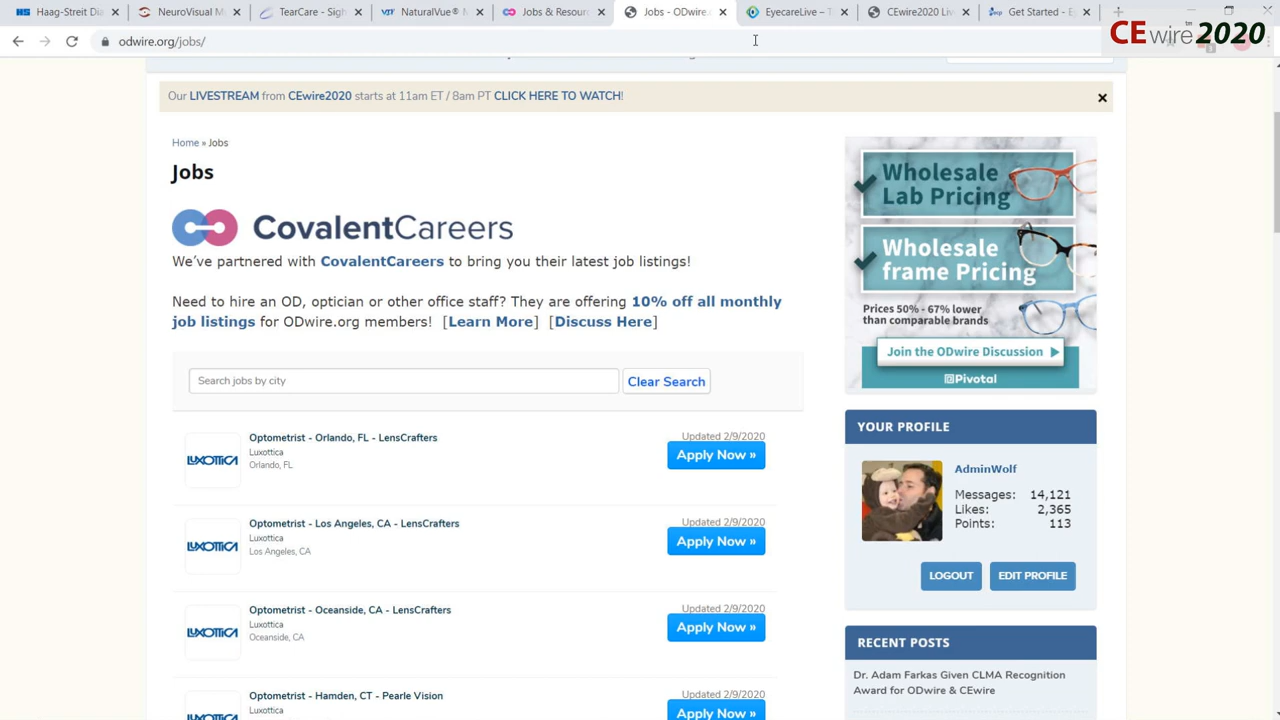 Haag-Streit Dia
NeuroVisual M
TearCare - Sigh
NaturalVue® M
Jobs & Resourc
Jobs - ODwire.
EyecareLive – T
CEwire2020 Liv
Get Started - Ey
odwire.org/jobs/
CEwire2020
Our LIVESTREAM from CEwire2020 starts at 11am ET / 8am PT CLICK HERE TO WATCH!
Home » Jobs
Jobs
CovalentCareers
We've partnered with CovalentCareers to bring you their latest job listings!
Need to hire an OD, optician or other office staff? They are offering 10% off all monthly
job listings for ODwire.org members! [Learn More] [Discuss Here]
Search jobs by city
Clear Search
Optometrist - Orlando, FL - LensCrafters
Luxottica
Orlando, FL
LUXOTTICA
Updated 2/9/2020
Apply Now »
Optometrist - Los Angeles, CA - LensCrafters
Luxottica
Los Angeles, CA
LUXOTTICA
Updated 2/9/2020
Apply Now »
Optometrist - Oceanside, CA - LensCrafters
Luxottica
Oceanside, CA
LUXOTTICA
Updated 2/9/2020
Apply Now »
Optometrist - Hamden, CT - Pearle Vision
Luxottica
LUXOTTICA
Updated 2/9/2020
Apply Now »
Wholesale
Lab Pricing
Wholesale
frame Pricing
Prices 50% - 67% lower
than comparable brands
Join the ODwire Discussion
Pivotal
YOUR PROFILE
AdminWolf
Messages: 14,121
Likes: 2,365
Points: 113
LOGOUT
EDIT PROFILE
RECENT POSTS
Dr. Adam Farkas Given CLMA Recognition
Award for ODwire & CEwire